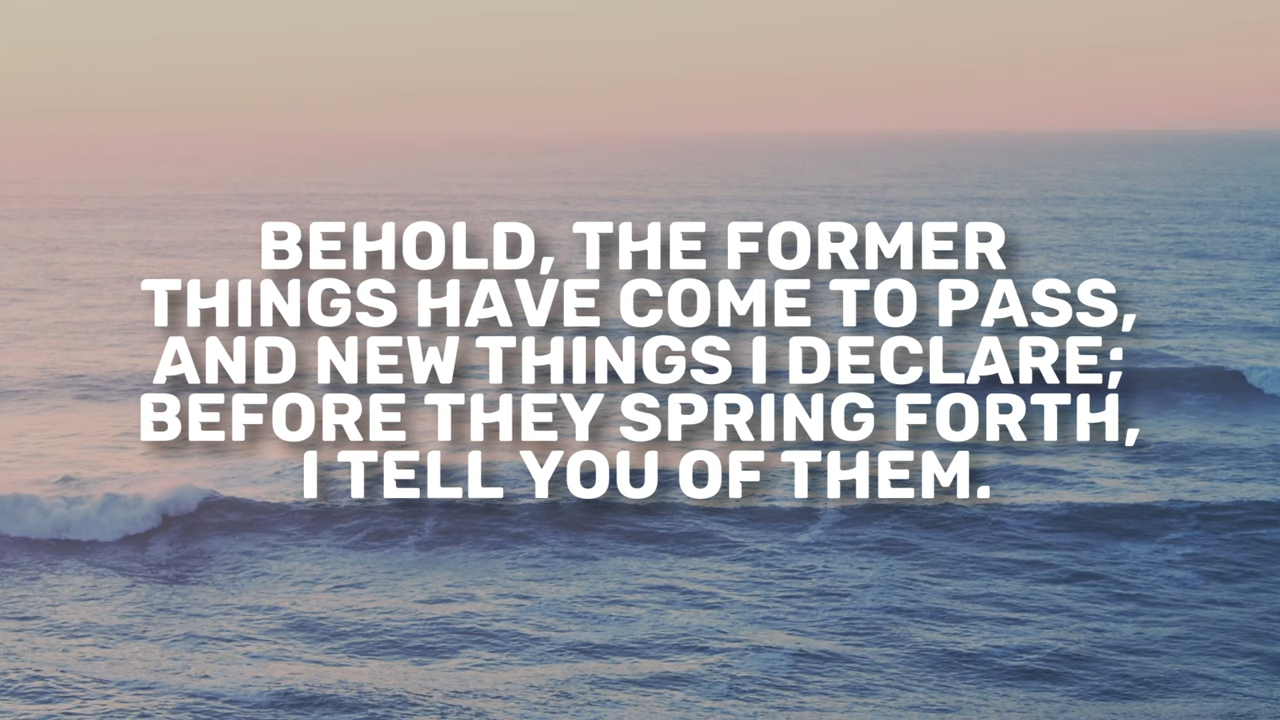 BEHOLD, THE FORMER
THINGS HAVE COME TO PASS,
AND NEW THINGS I DECLARE;
BEFORE THEY SPRING FORTH,
I TELL YOU OF THEM.